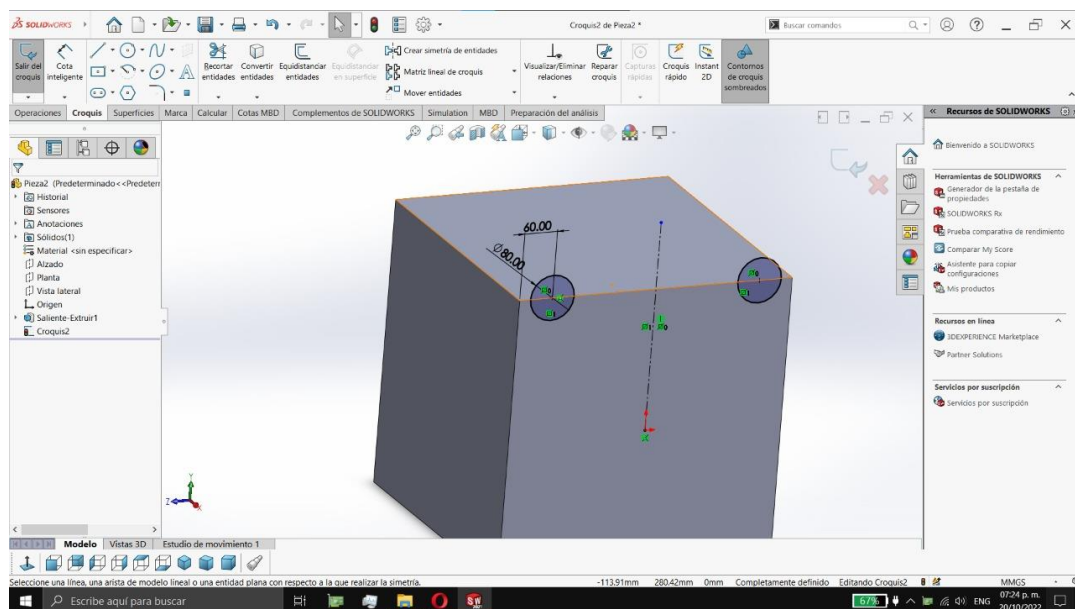 SOLIDWORKS
Croquis2 de Pieza2 *
Buscar comandos
Salir del croquis
Cota inteligente
Recortar entidades
Convertir entidades
Equidistanciar entidades
Equidistanciar en superficie
Crear simetría de entidades
Matriz lineal de croquis
Mover entidades
Visualizar/Eliminar relaciones
Reparar croquis
Capturas rápidas
Croquis rápido
Instant 2D
Contornos de croquis sombreados
Operaciones Croquis Superficies Marca Calcular Cotas MBD Complementos de SOLIDWORKS Simulation MBD Preparación del análisis
Pieza2 (Predeterminado<<Predeterr
Historial
Sensores
Anotaciones
Sólidos(1)
Material <sin especificar>
Alzado
Planta
Vista lateral
Origen
Saliente-Extruir1
Croquis2
60.00
Ø80.00
Y
Z
X
Recursos de SOLIDWORKS
Bienvenido a SOLIDWORKS
Herramientas de SOLIDWORKS
Generador de la pestaña de
propiedades
SOLIDWORKS Rx
Prueba comparativa de rendimiento
Comparar My Score
Asistente para copiar
configuraciones
Mis productos
Recursos en línea
3DEXPERIENCE Marketplace
Partner Solutions
Servicios por suscripción
Servicios por suscripción
Modelo Vistas 3D Estudio de movimiento 1
Seleccione una línea, una arista de modelo lineal o una entidad plana con respecto a la que realizar la simetría.
-113.91mm 280.42mm 0mm Completamente definido Editando Croquis2 MMGS
Escribe aquí para buscar
67% ENG 07:24 p. m.
20/10/2022